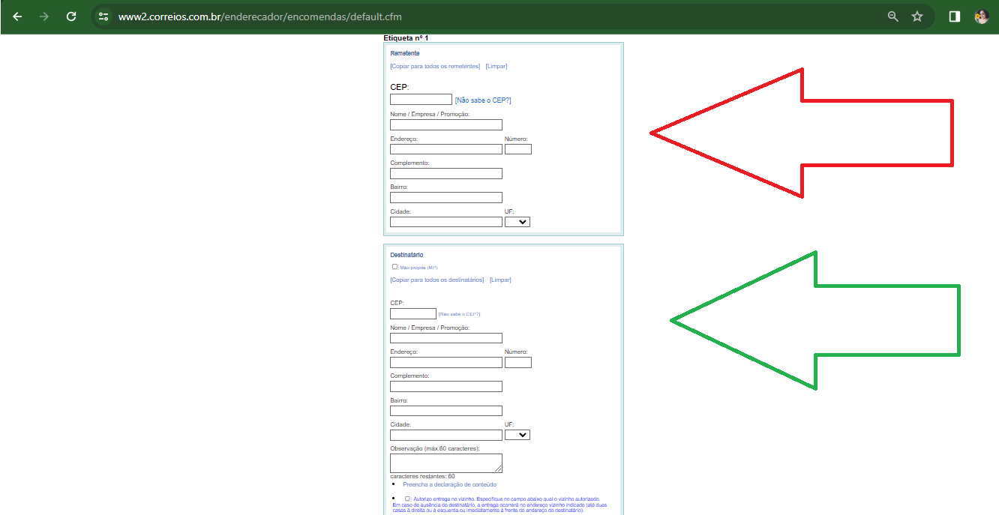 www2.correios.com.br/enderecador/encomendas/default.cfm
Etiqueta nº 1
Remetente
[Copiar para todos os remetentes] [Limpar]
CEP:
[Não sabe o CEP?]
Nome / Empresa / Promoção:
Endereço: Número:
Complemento:
Bairro:
Cidade: UF:
Destinatário
Mão própria (MP)
[Copiar para todos os destinatários] [Limpar]
CEP:
[Não sabe o CEP?]
Nome / Empresa / Promoção:
Endereço: Número:
Complemento:
Bairro:
Cidade: UF:
Observação (máx.60 caracteres):
caracteres restantes: 60
Preencha a declaração de conteúdo
Autorizo entrega no vizinho. Especifique no campo abaixo qual o vizinho autorizado.
Em caso de ausência do destinatário, a entrega ocorrerá no endereço vizinho indicado (até duas
casas à direita ou à esquerda ou imediatamente à frente do endereço do destinatário).